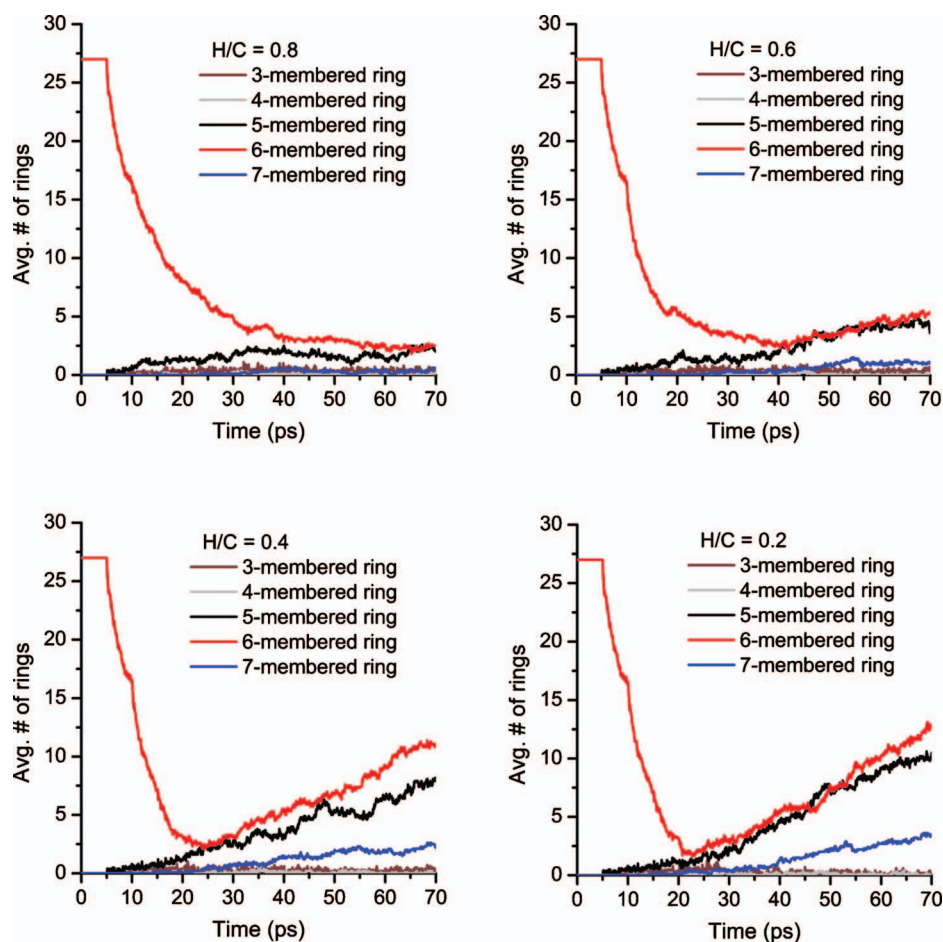 H/C = 0.8
3-membered ring
4-membered ring
5-membered ring
6-membered ring
7-membered ring
Avg. # of rings
30
25
20
15
10
5
0
0 10 20 30 40 50 60 70
Time (ps)
H/C = 0.6
3-membered ring
4-membered ring
5-membered ring
6-membered ring
7-membered ring
Avg. # of rings
30
25
20
15
10
5
0
0 10 20 30 40 50 60 70
Time (ps)
H/C = 0.4
3-membered ring
4-membered ring
5-membered ring
6-membered ring
7-membered ring
Avg. # of rings
30
25
20
15
10
5
0
0 10 20 30 40 50 60 70
Time (ps)
H/C = 0.2
3-membered ring
4-membered ring
5-membered ring
6-membered ring
7-membered ring
Avg. # of rings
30
25
20
15
10
5
0
0 10 20 30 40 50 60 70
Time (ps)